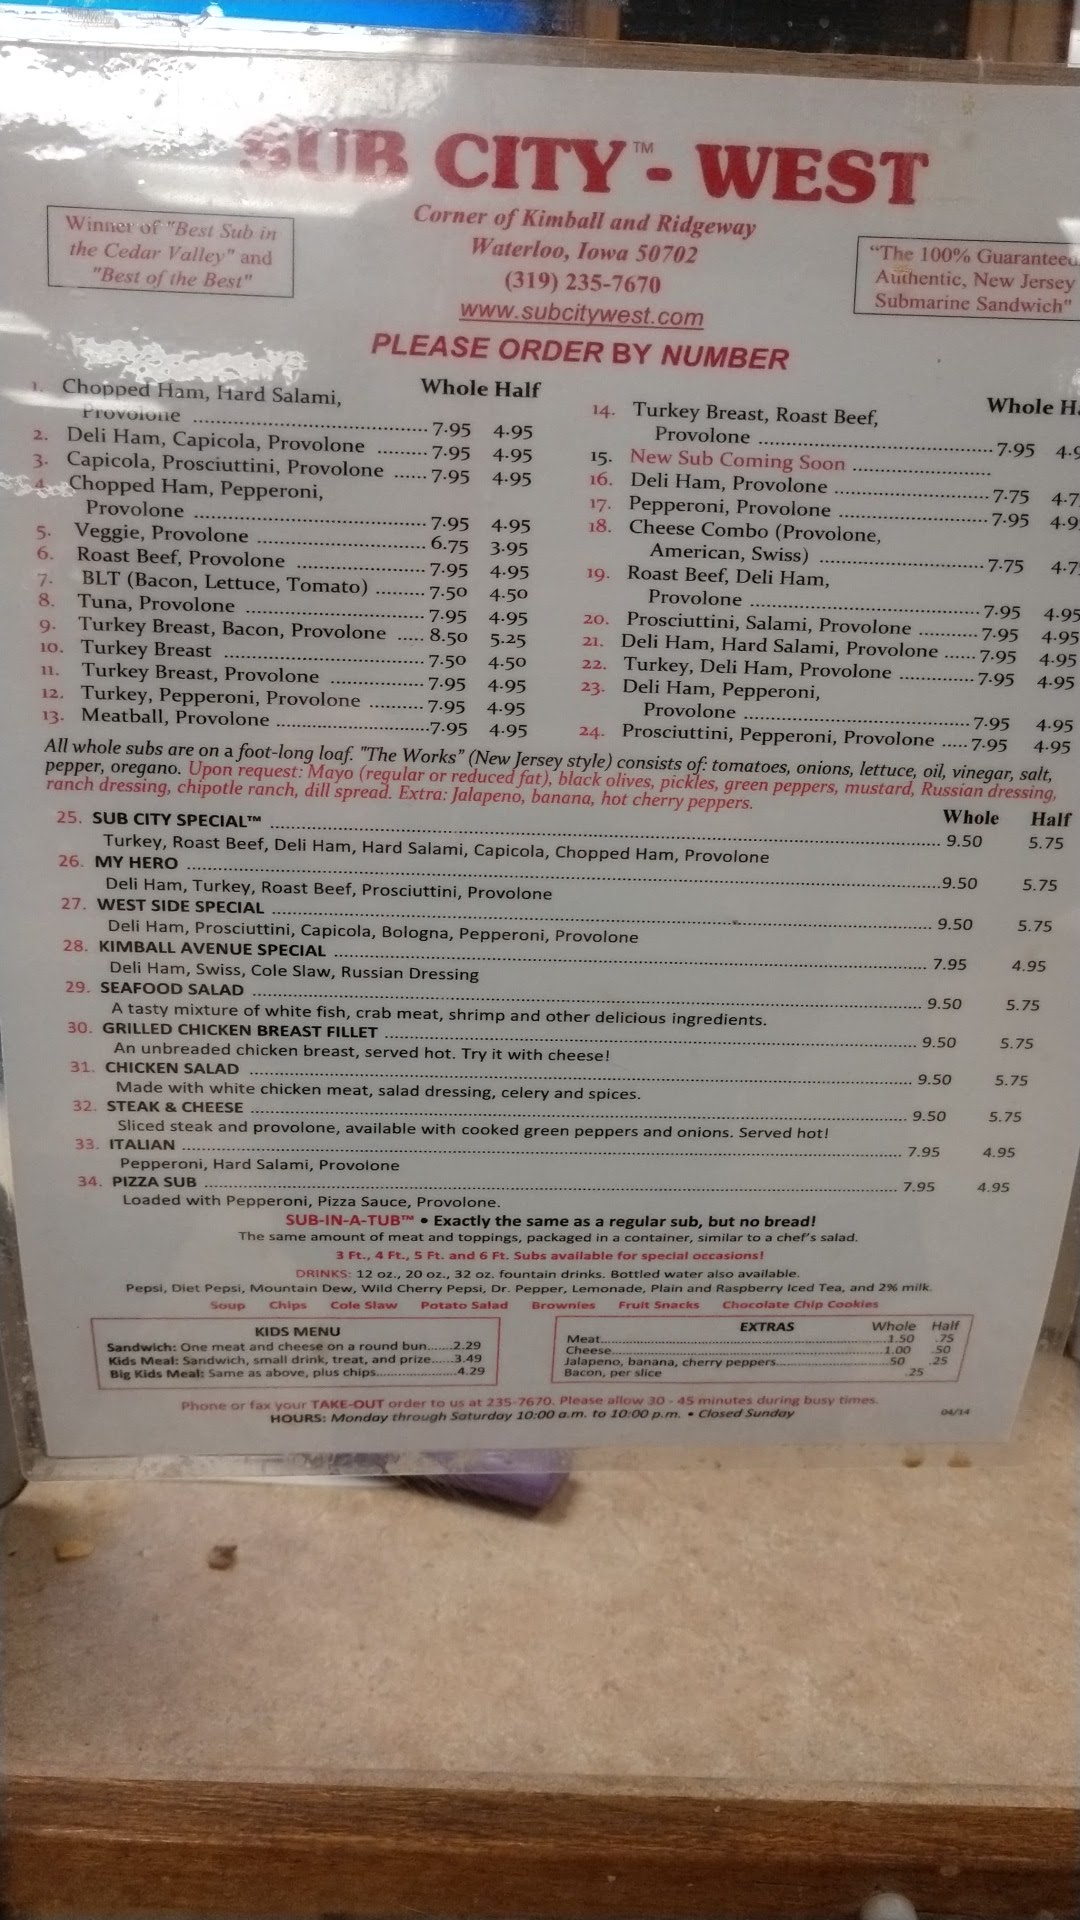 SUB CITY™ - WEST
Corner of Kimball and Ridgeway
Waterloo, Iowa 50702
(319) 235-7670
www.subcitywest.com
Winner of "Best Sub in
the Cedar Valley" and
"Best of the Best"
“The 100% Guaranteed
Authentic, New Jersey
Submarine Sandwich"
PLEASE ORDER BY NUMBER
Whole Half
1. Chopped Ham, Hard Salami,
Provolone ........ 7.95 4.95
2. Deli Ham, Capicola, Provolone ........ 7.95 4.95
3. Capicola, Prosciuttini, Provolone ...... 7.95 4.95
4. Chopped Ham, Pepperoni,
Provolone ........ 7.95 4.95
5. Veggie, Provolone ........ 6.75 3.95
6. Roast Beef, Provolone ........ 7.95 4.95
7. BLT (Bacon, Lettuce, Tomato) ........ 7.50 4.50
8. Tuna, Provolone ........ 7.95 4.95
9. Turkey Breast, Bacon, Provolone ..... 8.50 5.25
10. Turkey Breast ........ 7.50 4.50
11. Turkey Breast, Provolone ........ 7.95 4.95
12. Turkey, Pepperoni, Provolone ........ 7.95 4.95
13. Meatball, Provolone ........ 7.95 4.95
Whole
14. Turkey Breast, Roast Beef,
Provolone ........ 7.95
15. New Sub Coming Soon ........
16. Deli Ham, Provolone ........ 7.75
17. Pepperoni, Provolone ........ 7.95
18. Cheese Combo (Provolone,
American, Swiss) ........ 7.75
19. Roast Beef, Deli Ham,
Provolone ........ 7.95 4.95
20. Prosciuttini, Salami, Provolone ........ 7.95 4.95
21. Deli Ham, Hard Salami, Provolone ...... 7.95 4.95
22. Turkey, Deli Ham, Provolone ........ 7.95 4.95
23. Deli Ham, Pepperoni,
Provolone ........ 7.95 4.95
24. Prosciutti, Pepperoni, Provolone ..... 7.95 4.95
All whole subs are on a foot-long loaf. "The Works” (New Jersey style) consists of: tomatoes, onions, lettuce, oil, vinegar, salt,
pepper, oregano. Upon request: Mayo (regular or reduced fat), black olives, pickles, green peppers, mustard, Russian dressing,
ranch dressing, chipotle ranch, dill spread. Extra: Jalapeno, banana, hot cherry peppers.
Whole Half
25. SUB CITY SPECIAL™ ........ 9.50 5.75
Turkey, Roast Beef, Deli Ham, Hard Salami, Capicola, Chopped Ham, Provolone
26. MY HERO ........ 9.50 5.75
Deli Ham, Turkey, Roast Beef, Prosciuttini, Provolone
27. WEST SIDE SPECIAL ........ 9.50 5.75
Deli Ham, Prosciuttini, Capicola, Bologna, Pepperoni, Provolone
28. KIMBALL AVENUE SPECIAL ........ 7.95 4.95
Deli Ham, Swiss, Cole Slaw, Russian Dressing
29. SEAFOOD SALAD ........ 9.50 5.75
A tasty mixture of white fish, crab meat, shrimp and other delicious ingredients.
30. GRILLED CHICKEN BREAST FILLET ........ 9.50 5.75
An unbreaded chicken breast, served hot. Try it with cheese!
31. CHICKEN SALAD ........ 9.50 5.75
Made with white chicken meat, salad dressing, celery and spices.
32. STEAK & CHEESE ........ 9.50 5.75
Sliced steak and provolone, available with cooked green peppers and onions. Served hot!
33. ITALIAN ........ 7.95 4.95
Pepperoni, Hard Salami, Provolone
34. PIZZA SUB ........ 7.95 4.95
Loaded with Pepperoni, Pizza Sauce, Provolone.
SUB-IN-A-TUB™ • Exactly the same as a regular sub, but no bread!
The same amount of meat and toppings, packaged in a container, similar to a chef's salad.
3 Ft., 4 Ft., 5 Ft. and 6 Ft. Subs available for special occasions!
DRINKS: 12 oz., 20 oz., 32 oz. fountain drinks. Bottled water also available.
Pepsi, Diet Pepsi, Mountain Dew, Wild Cherry Pepsi, Dr. Pepper, Lemonade, Plain and Raspberry Iced Tea, and 2% milk.
Soup Chips Cole Slaw Potato Salad Brownies Fruit Snacks Chocolate Chip Cookies
KIDS MENU
Sandwich: One meat and cheese on a round bun......2.29
Kids Meal: Sandwich, small drink, treat, and prize.....3.49
Big Kids Meal: Same as above, plus chips........4.29
EXTRAS Whole Half
Meat........1.50 .75
Cheese........1.00 .50
Jalapeno, banana, cherry peppers........50 .25
Bacon, per slice .25
Phone or fax your TAKE-OUT order to us at 235-7670. Please allow 30 - 45 minutes during busy times.
HOURS: Monday through Saturday 10:00 a.m. to 10:00 p.m. • Closed Sunday
04/14